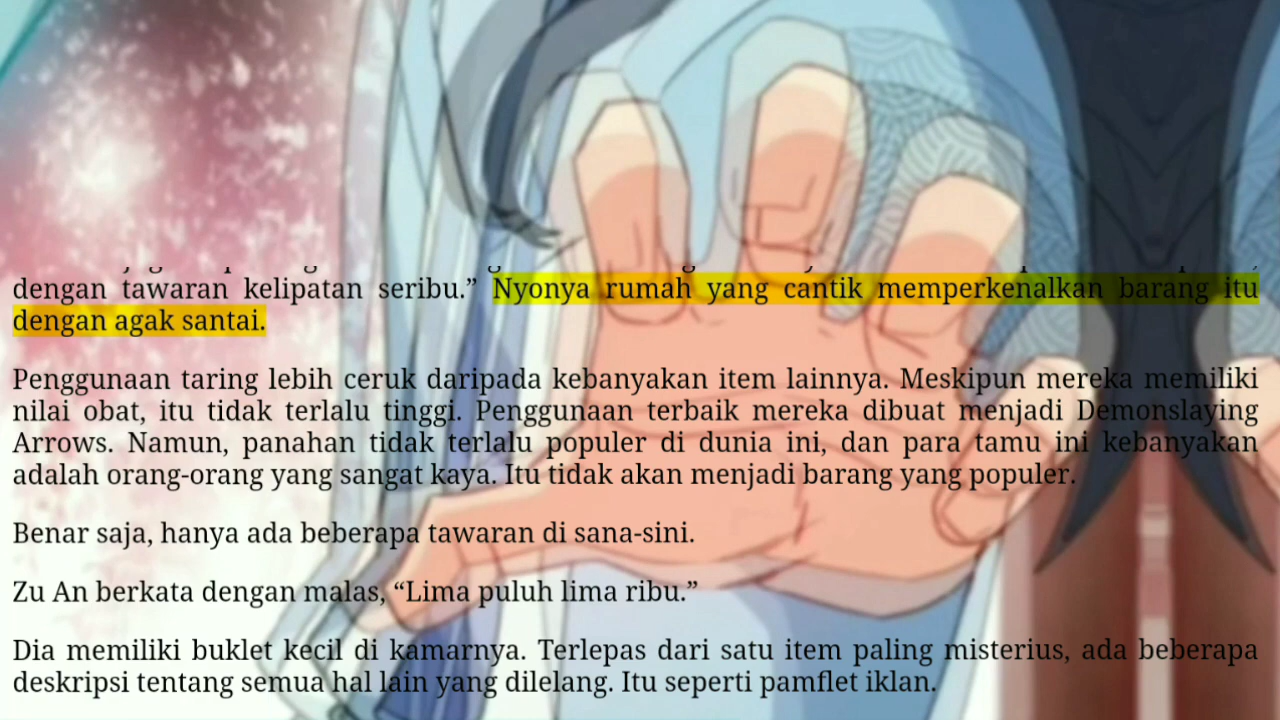 dengan tawaran kelipatan seribu.” Nyonya rumah yang cantik memperkenalkan barang itu
dengan agak santai.
Penggunaan taring lebih ceruk daripada kebanyakan item lainnya. Meskipun mereka memiliki
nilai obat, itu tidak terlalu tinggi. Penggunaan terbaik mereka dibuat menjadi Demonslaying
Arrows. Namun, panahan tidak terlalu populer di dunia ini, dan para tamu ini kebanyakan
adalah orang-orang yang sangat kaya. Itu tidak akan menjadi barang yang populer.
Benar saja, hanya ada beberapa tawaran di sana-sini.
Zu An berkata dengan malas, “Lima puluh lima ribu.”
Dia memiliki buklet kecil di kamarnya. Terlepas dari satu item paling misterius, ada beberapa
deskripsi tentang semua hal lain yang dilelang. Itu seperti pamflet iklan.